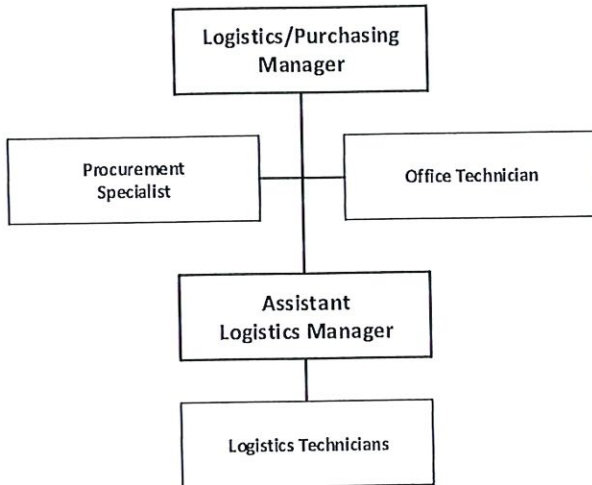 Logistics/Purchasing
Manager
Procurement
Specialist
Office Technician
Assistant
Logistics Manager
Logistics Technicians